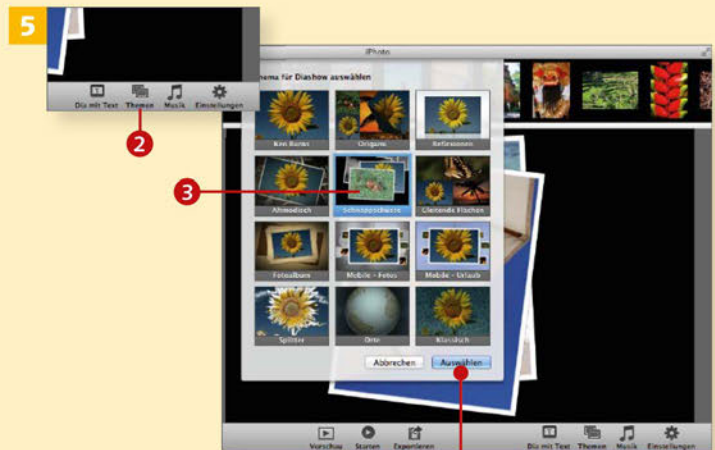 5
Dia mit Text Themen Musik Einstellungen
2
iPhoto
Thema für Diashow auswählen
Ken Burns Origami Reflexionen
3
Altmodisch Schnappschüsse Gleitende Flächen
Fotoalbum Mobile - Fotos Mobile - Urlaub
Splitter Orte Klassisch
Abbrechen Auswählen
Vorschau Starten Exportieren Dia mit Text Themen Musik Einstellungen